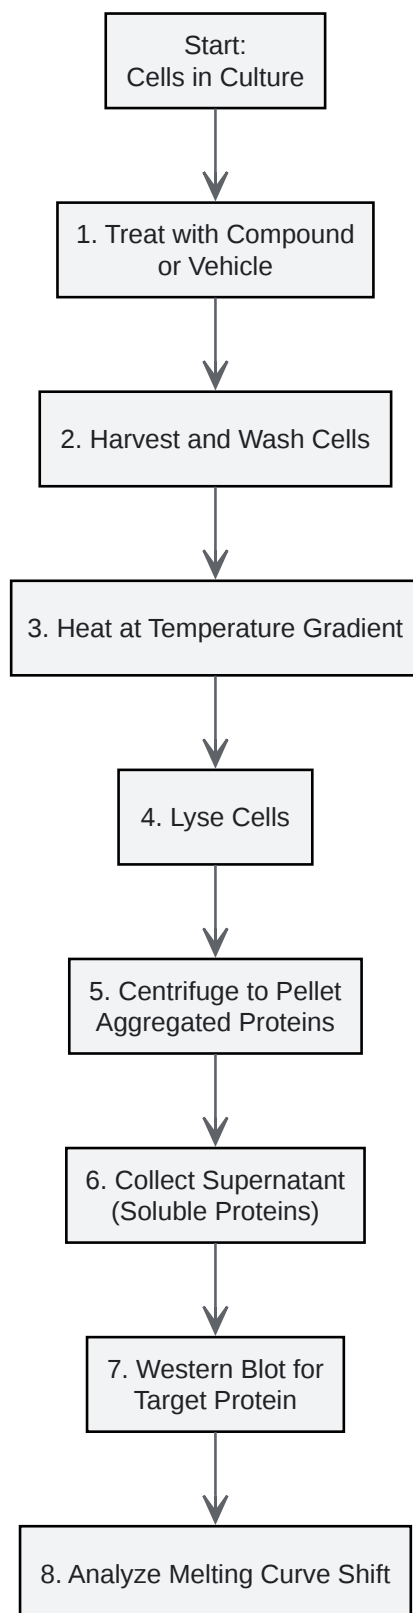 Start:
Cells in Culture
1. Treat with Compound
or Vehicle
2. Harvest and Wash Cells
3. Heat at Temperature Gradient
4. Lyse Cells
5. Centrifuge to Pellet
Aggregated Proteins
6. Collect Supernatant
(Soluble Proteins)
7. Western Blot for
Target Protein
8. Analyze Melting Curve Shift